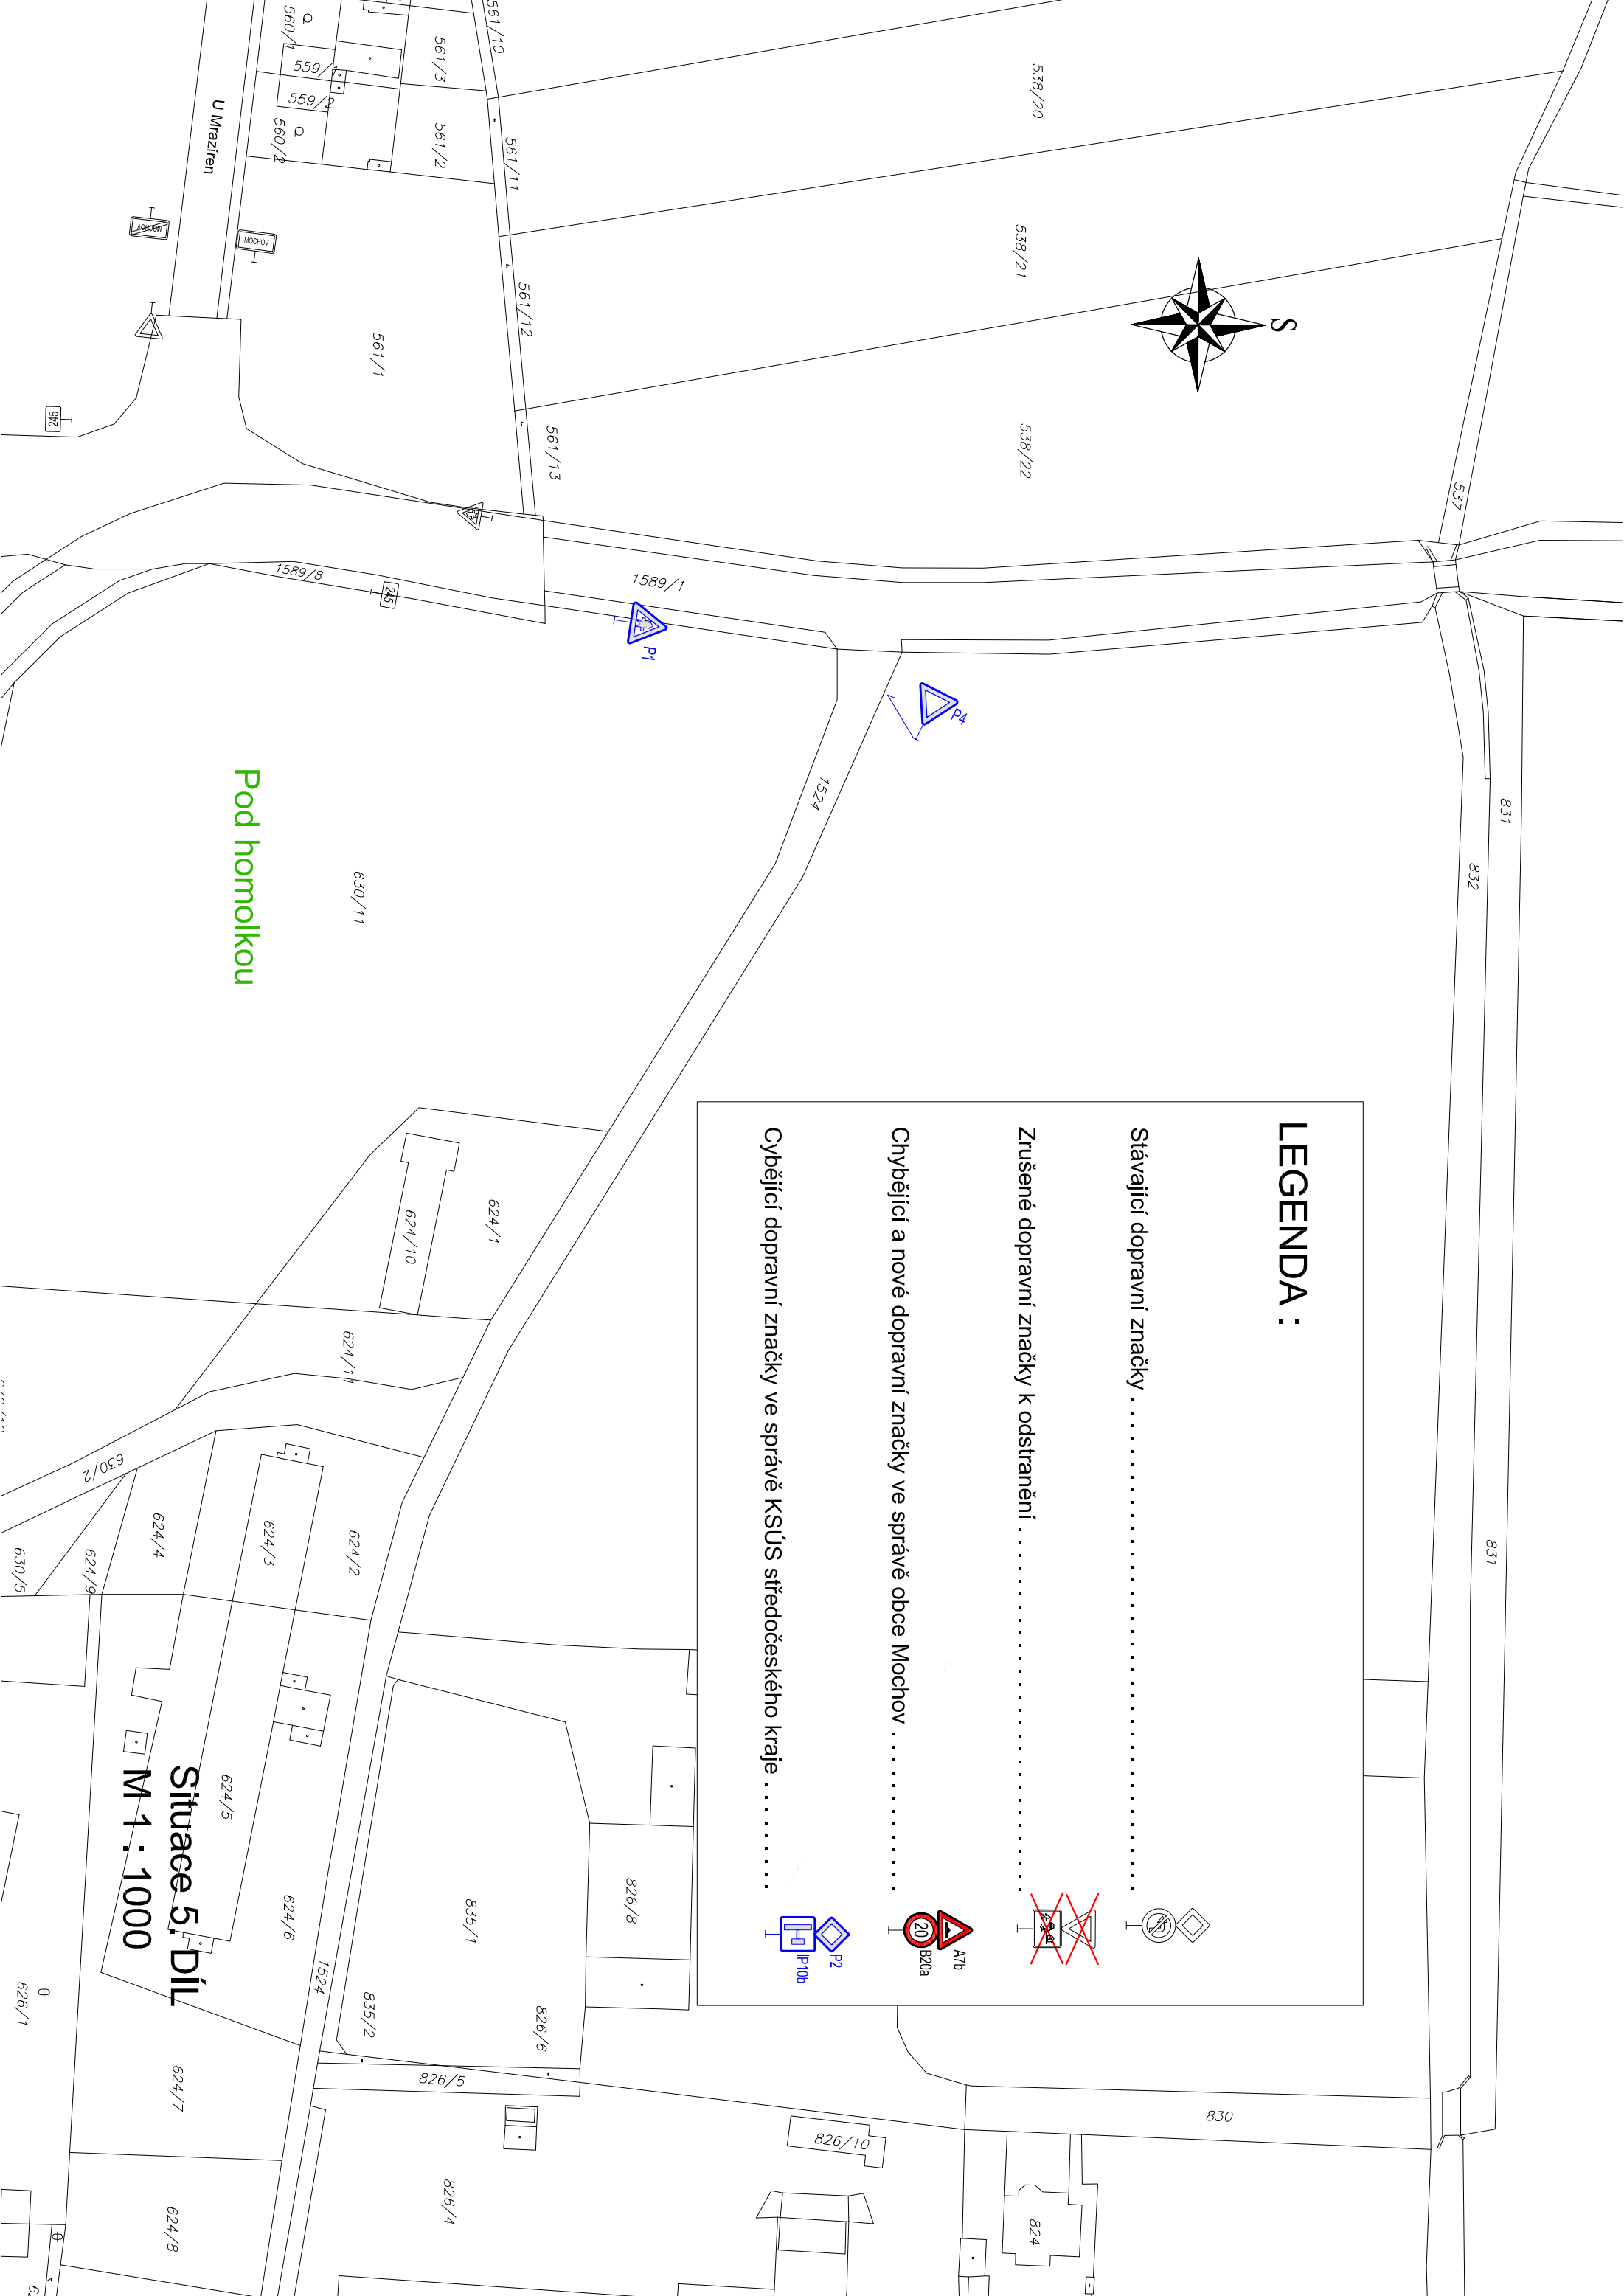 LEGENDA :
Stávající dopravní značky
Zrušené dopravní značky k odstranění
Chybějící a nové dopravní značky ve správě obce Mochov
A7b
20
B20a
Cybějící dopravní značky ve správě KSÚS středočeského kraje
P2
IP10b
Situace 5. DÍL
M 1 : 1000
Pod homolkou
U Mraziren
MOCHOV
MOCHOV
245
245
P1
P4
S
538/20
538/21
538/22
537
561/10
561/11
561/12
561/13
561/3
561/2
561/1
560/1
559/1
559/2
560/2
1589/8
1589/1
1524
831
832
831
630/11
624/1
624/10
624/11
630/2
624/4
624/3
624/2
624/9
630/5
624/5
624/6
1524
835/1
835/2
826/8
826/6
826/5
830
826/10
824
826/4
624/7
624/8
626/1